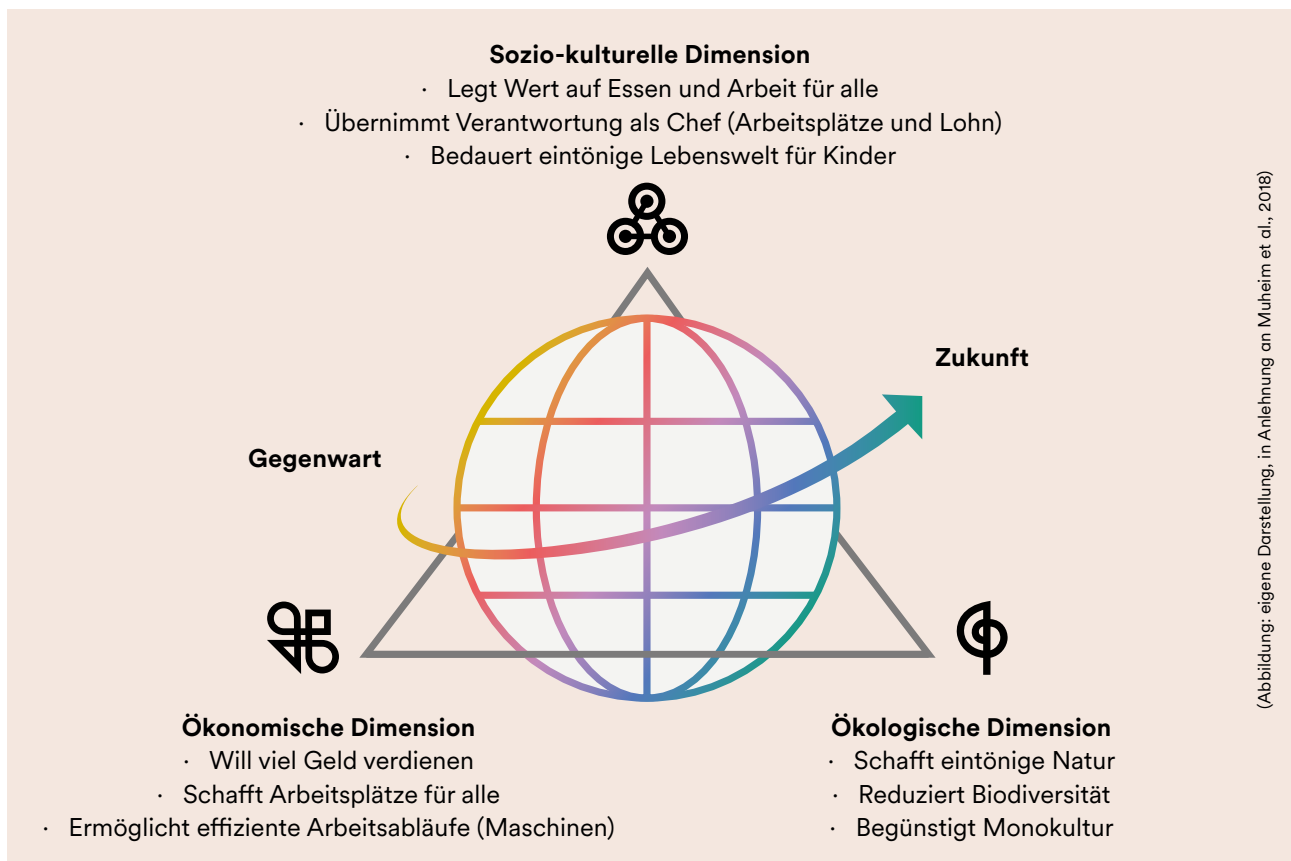 Sozio-kulturelle Dimension
· Legt Wert auf Essen und Arbeit für alle
· Übernimmt Verantwortung als Chef (Arbeitsplätze und Lohn)
· Bedauert eintönige Lebenswelt für Kinder
Zukunft
Gegenwart
Ökonomische Dimension
· Will viel Geld verdienen
· Schafft Arbeitsplätze für alle
· Ermöglicht effiziente Arbeitsabläufe (Maschinen)
Ökologische Dimension
· Schafft eintönige Natur
· Reduziert Biodiversität
· Begünstigt Monokultur
(Abbildung: eigene Darstellung, in Anlehnung an Muheim et al., 2018)